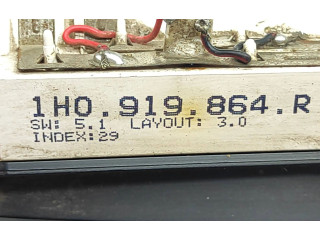 1H0.919.864.R
SW: 5.1 LAYOUT: 3.0
INDEX:29